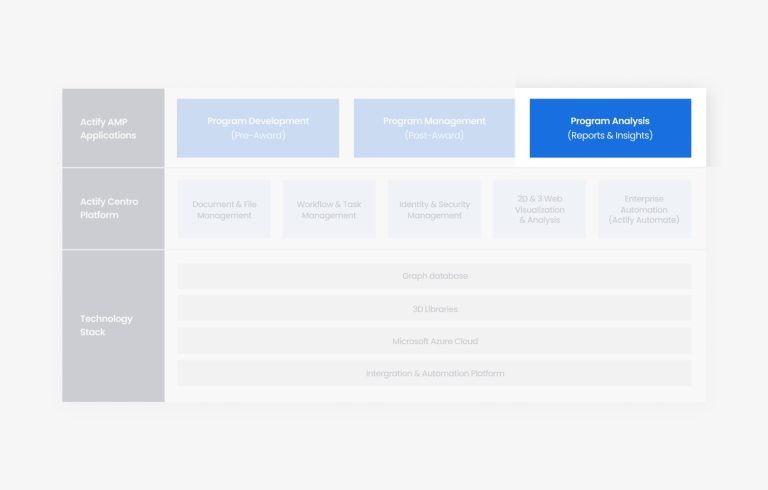 Actify AMP
Applications
Program Development
(Pre-Award)
Program Management
(Post-Award)
Program Analysis
(Reports & Insights)
Actify Centro
Platform
Document & File
Management
Workflow & Task
Management
Identity & Security
Management
2D & 3 Web
Visualization
& Analysis
Enterprise
Automation
(Actify Automate)
Technology
Stack
Graph database
3D Libraries
Microsoft Azure Cloud
Intergration & Automation Platform